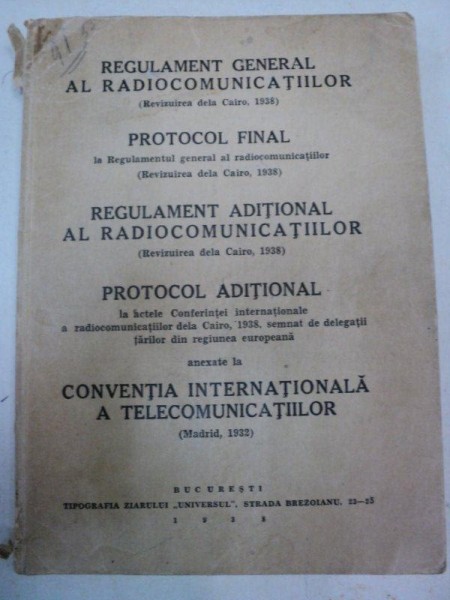 91
REGULAMENT GENERAL
AL RADIOCOMUNICAȚIILOR
(Revizuirea dela Cairo, 1938)
PROTOCOL FINAL
la Regulamentul general al radiocomunicațiilor
(Revizuirea dela Cairo, 1938)
REGULAMENT ADIȚIONAL
AL RADIOCOMUNICAȚIILOR
(Revizuirea dela Cairo, 1938)
PROTOCOL ADIȚIONAL
la actele Conferinței internaționale
a radiocomunicațiilor dela Cairo, 1938, semnat de delegații
țărilor din regiunea europeană
anexate la
CONVENȚIA INTERNAȚIONALĂ
A TELECOMUNICAȚIILOR
(Madrid, 1932)
BUCUREȘTI
TIPOGRAFIA ZIARULUI „UNIVERSUL", STRADA BREZOIANU, 23—25